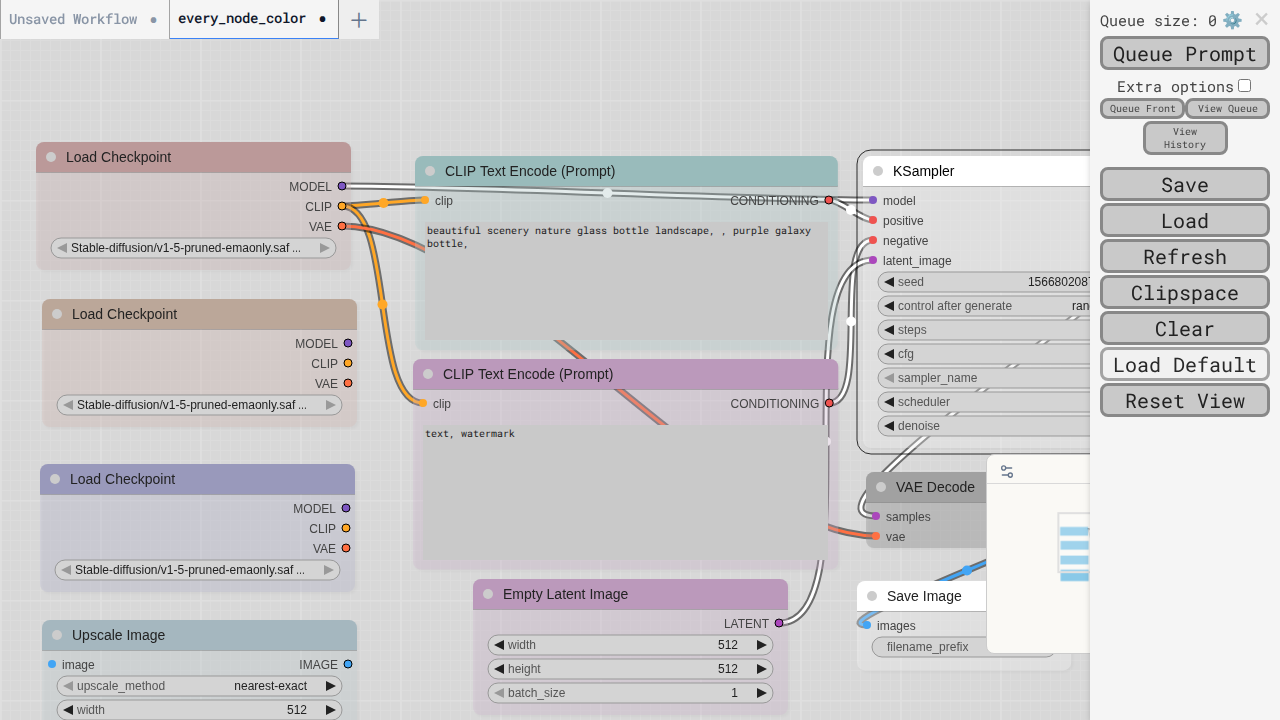 Unsaved Workflow
every_node_color
Queue size: 0
Queue Prompt
Extra options
Queue Front
View Queue
View
History
Save
Load
Refresh
Clipspace
Clear
Load Default
Reset View
Load Checkpoint
MODEL
CLIP
VAE
Stable-diffusion/v1-5-pruned-emaonly.saf ...
Load Checkpoint
MODEL
CLIP
VAE
Stable-diffusion/v1-5-pruned-emaonly.saf ...
Load Checkpoint
MODEL
CLIP
VAE
Stable-diffusion/v1-5-pruned-emaonly.saf ...
Upscale Image
image
IMAGE
upscale_method
nearest-exact
width
512
CLIP Text Encode (Prompt)
clip
CONDITIONING
beautiful scenery nature glass bottle landscape, , purple galaxy
bottle,
CLIP Text Encode (Prompt)
clip
CONDITIONING
text, watermark
Empty Latent Image
LATENT
width
512
height
512
batch_size
1
KSampler
model
positive
negative
latent_image
seed
156680208
control after generate
ran
steps
cfg
sampler_name
scheduler
denoise
VAE Decode
samples
vae
Save Image
images
filename_prefix